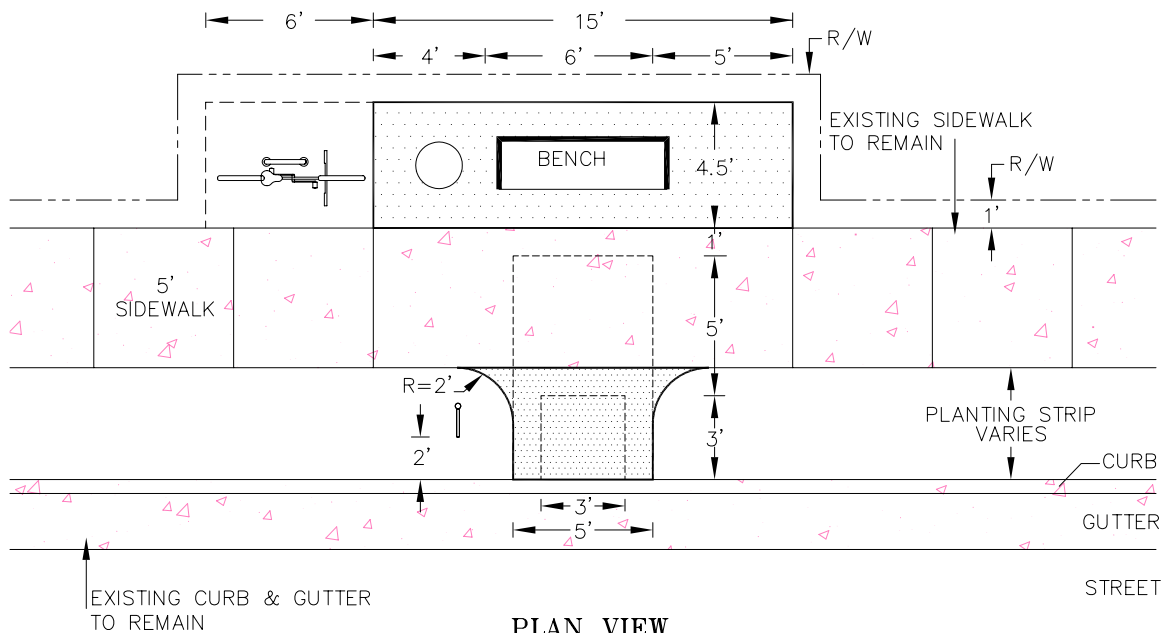 6'
15'
4'
6'
5'
R/W
EXISTING SIDEWALK
TO REMAIN
BENCH
4.5'
R/W
1'
1'
5'
SIDEWALK
5'
R=2'
PLANTING STRIP
VARIES
3'
2'
CURB
3'
5'
GUTTER
EXISTING CURB & GUTTER
TO REMAIN
STREET
PLAN VIEW